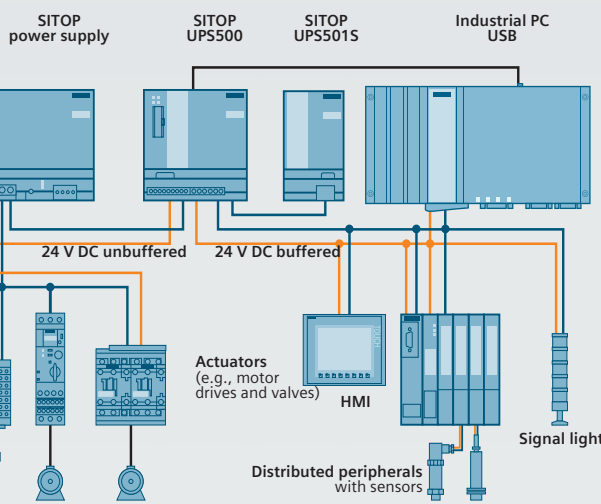 SITOP
power supply
SITOP
UPS500
SITOP
UPS501S
Industrial PC
USB
24 V DC unbuffered
24 V DC buffered
Actuators
(e.g., motor
drives and valves)
HMI
Signal light
Distributed peripherals
with sensors